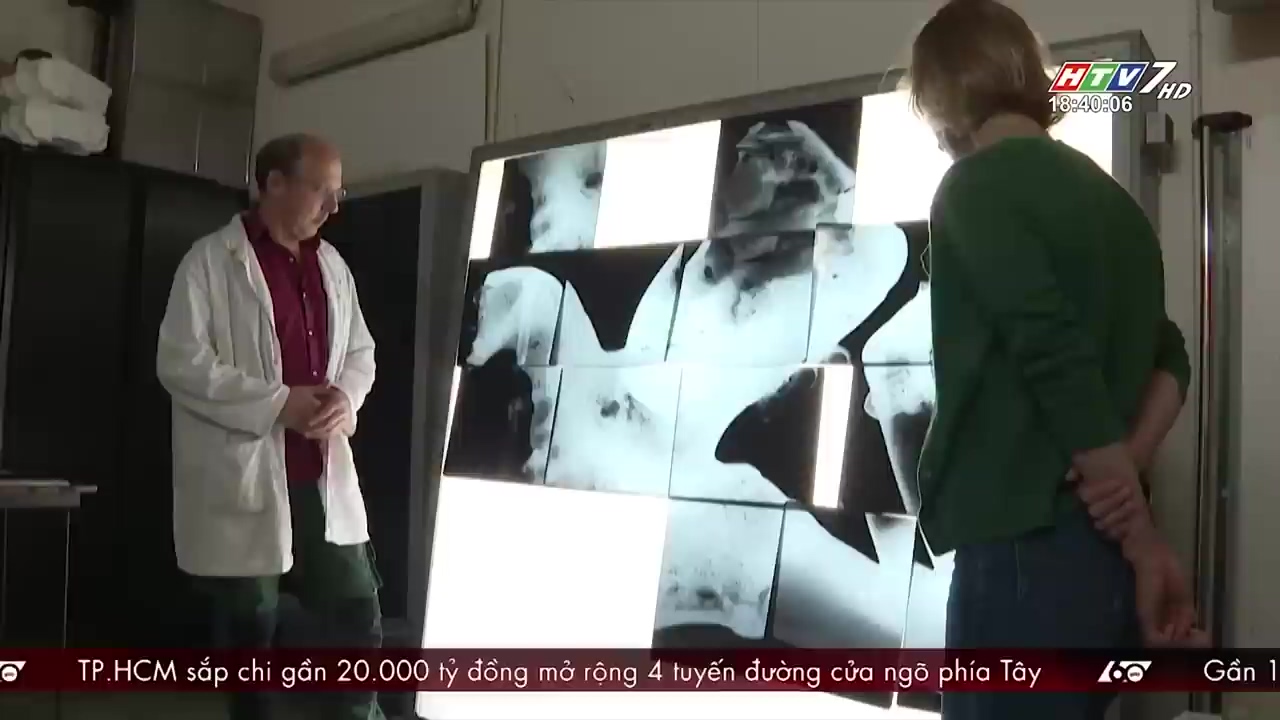 HTV7 HD
18:40:06
TP.HCM sắp chi gần 20.000 tỷ đồng mở rộng 4 tuyến đường cửa ngõ phía Tây
Gần 1